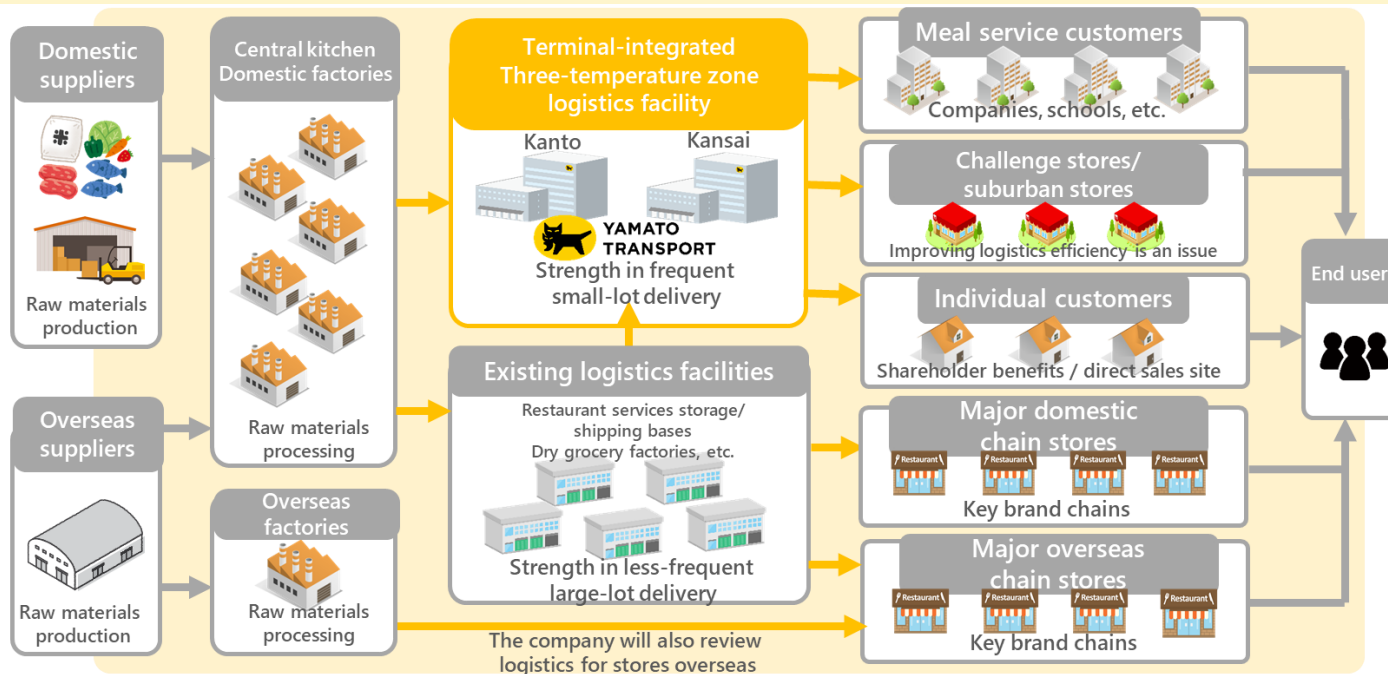 Domestic
suppliers
Raw materials
production
Overseas
suppliers
Raw materials
production
Central kitchen
Domestic factories
Raw materials
processing
Overseas
factories
Raw materials
processing
Terminal-integrated
Three-temperature zone
logistics facility
Kanto
Kansai
YAMATO
TRANSPORT
Strength in frequent
small-lot delivery
Existing logistics facilities
Restaurant services storage/
shipping bases
Dry grocery factories, etc.
Strength in less-frequent
large-lot delivery
The company will also review
logistics for stores overseas
Meal service customers
Companies, schools, etc.
Challenge stores/
suburban stores
Improving logistics efficiency is an issue
Individual customers
Shareholder benefits / direct sales site
Major domestic
chain stores
Restaurant
Restaurant
Restaurant
Restaurant
Key brand chains
Major overseas
chain stores
Restaurant
Restaurant
Restaurant
Restaurant
Key brand chains
End user